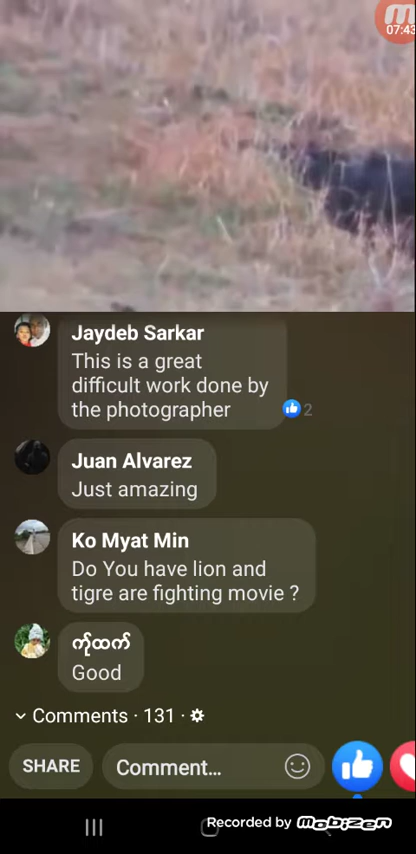 07:43
Jaydeb Sarkar
This is a great
difficult work done by
the photographer
2
Juan Alvarez
Just amazing
Ko Myat Min
Do You have lion and
tigre are fighting movie ?
ကိုထက်
Good
Comments · 131 ·
SHARE
Comment...
Recorded by mobizen